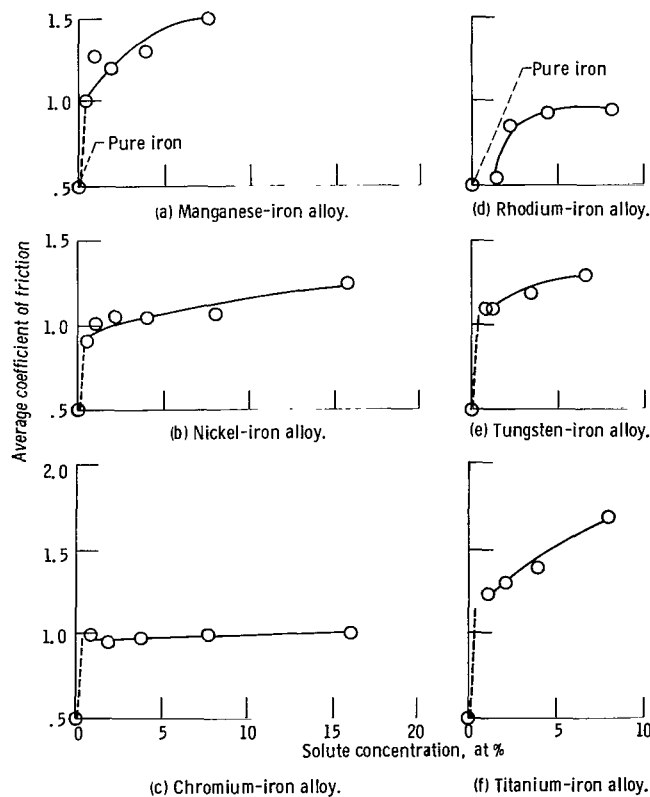 1.5
1.0
.5
Pure iron
(a) Manganese-iron alloy.
Pure iron
(d) Rhodium-iron alloy.
Average coefficient of friction
1.5
1.0
.5
(b) Nickel-iron alloy.
(e) Tungsten-iron alloy.
2.0
1.5
1.0
.5
0 5 10 15 20
0 5 10
Solute concentration, at %
(c) Chromium-iron alloy.
(f) Titanium-iron alloy.